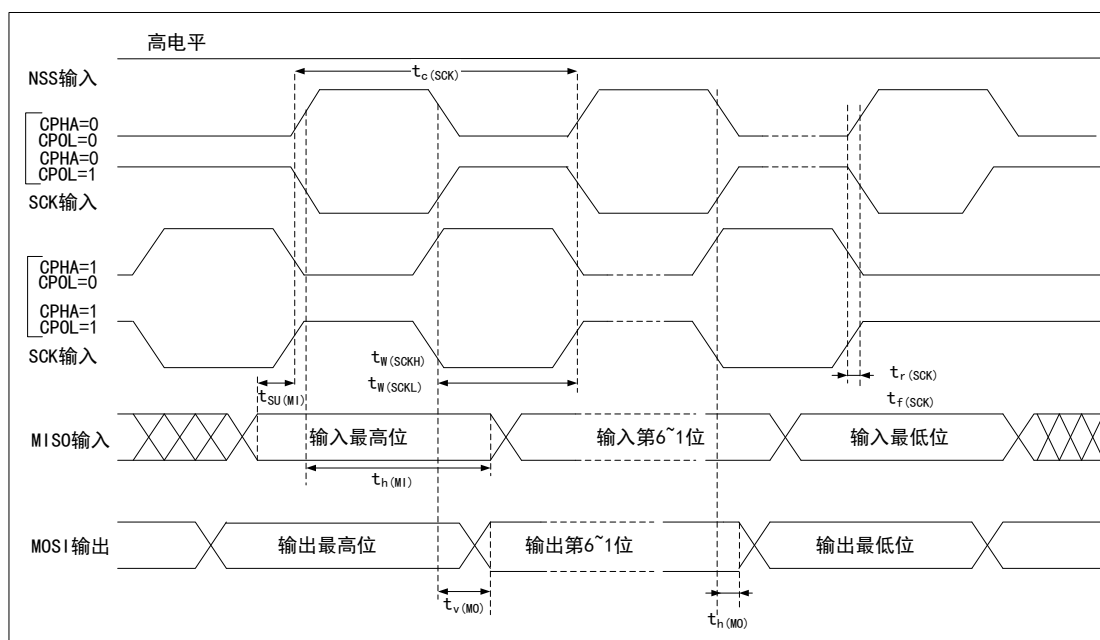 高电平
NSS输入
t_c(SCK)
CPHA=0
CPOL=0
CPHA=0
CPOL=1
SCK输入
CPHA=1
CPOL=0
CPHA=1
CPOL=1
SCK输入
t_W(SCKH)
t_W(SCKL)
t_r(SCK)
t_f(SCK)
t_SU(MI)
MISO输入
输入最高位
输入第6~1位
输入最低位
t_h(MI)
MOSI输出
输出最高位
输出第6~1位
输出最低位
t_v(MO)
t_h(MO)